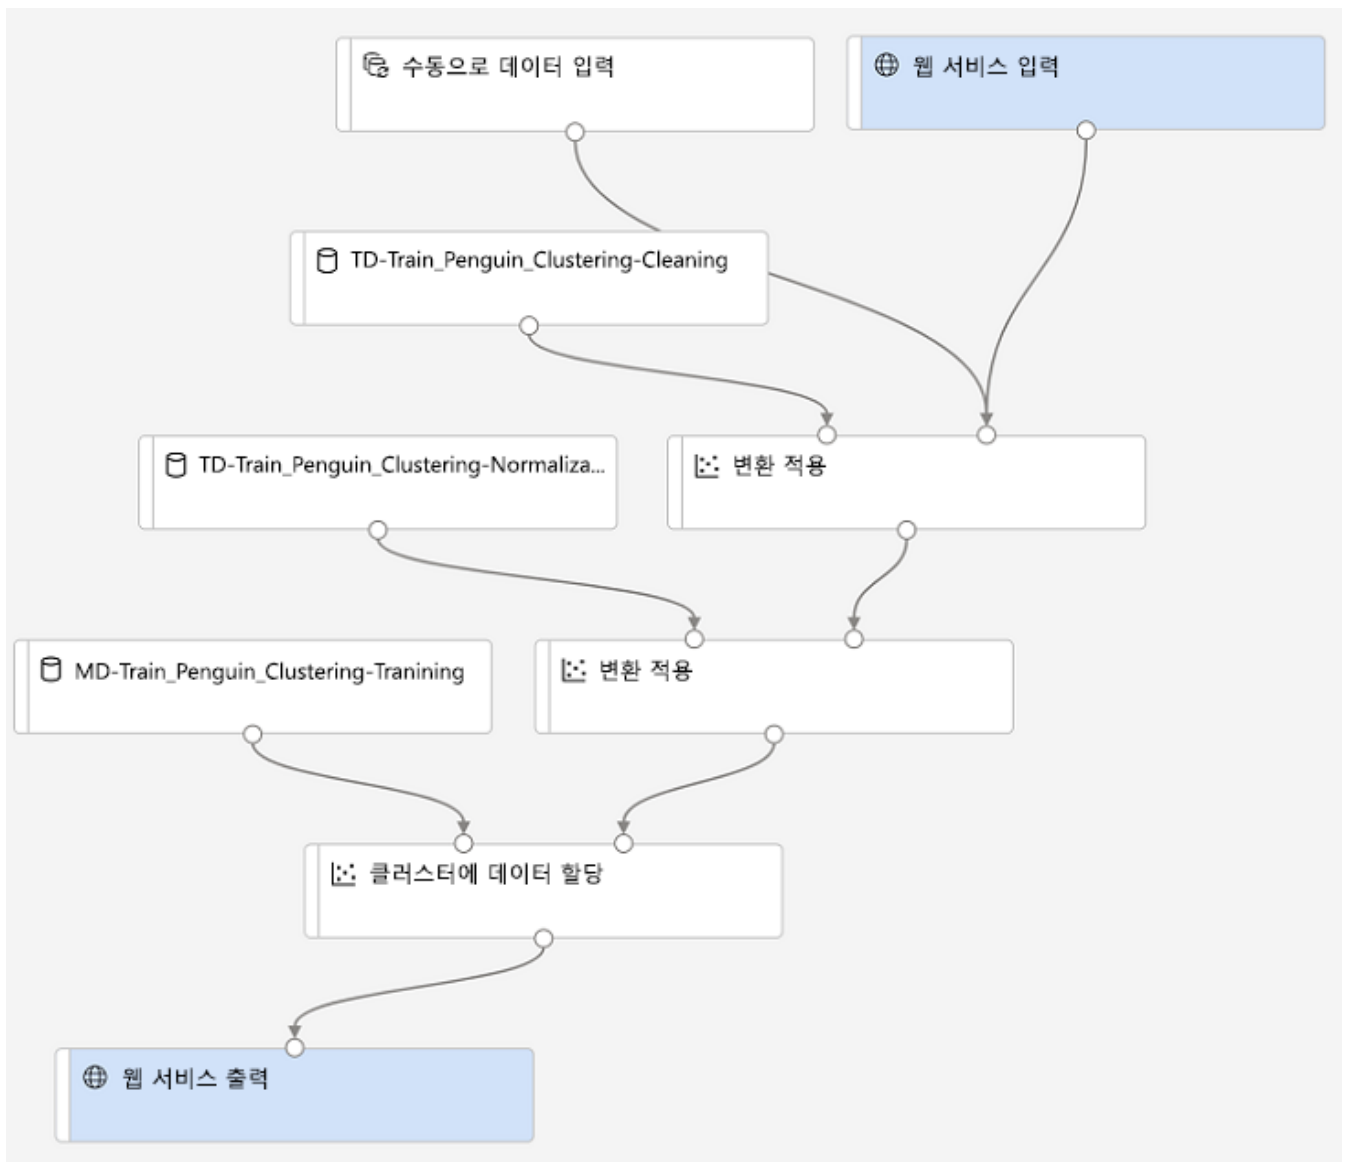 수동으로 데이터 입력
웹 서비스 입력
TD-Train_Penguin_Clustering-Cleaning
TD-Train_Penguin_Clustering-Normaliza...
변환 적용
MD-Train_Penguin_Clustering-Tranining
변환 적용
클러스터에 데이터 할당
웹 서비스 출력